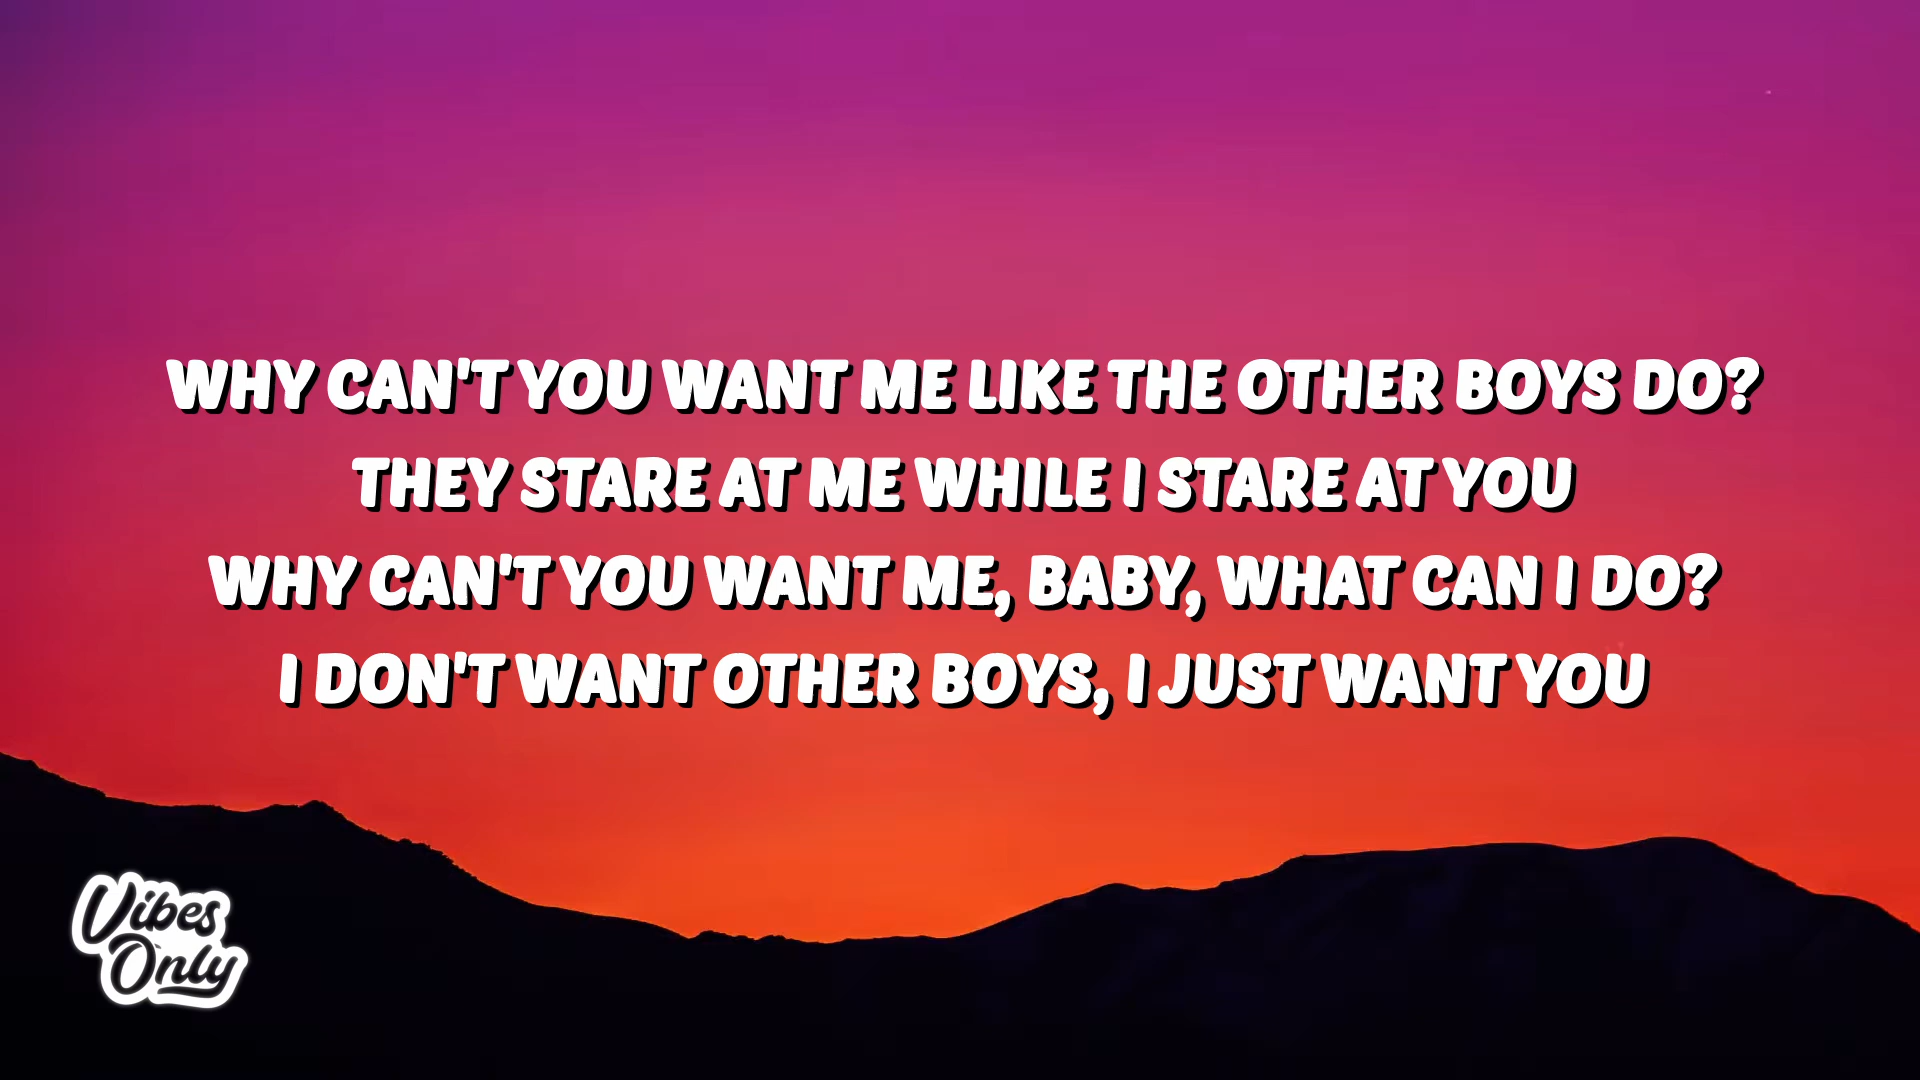 WHY CAN'T YOU WANT ME LIKE THE OTHER BOYS DO?
THEY STARE AT ME WHILE I STARE AT YOU
WHY CAN'T YOU WANT ME, BABY, WHAT CAN I DO?
I DON'T WANT OTHER BOYS, I JUST WANT YOU
Vibes
Only